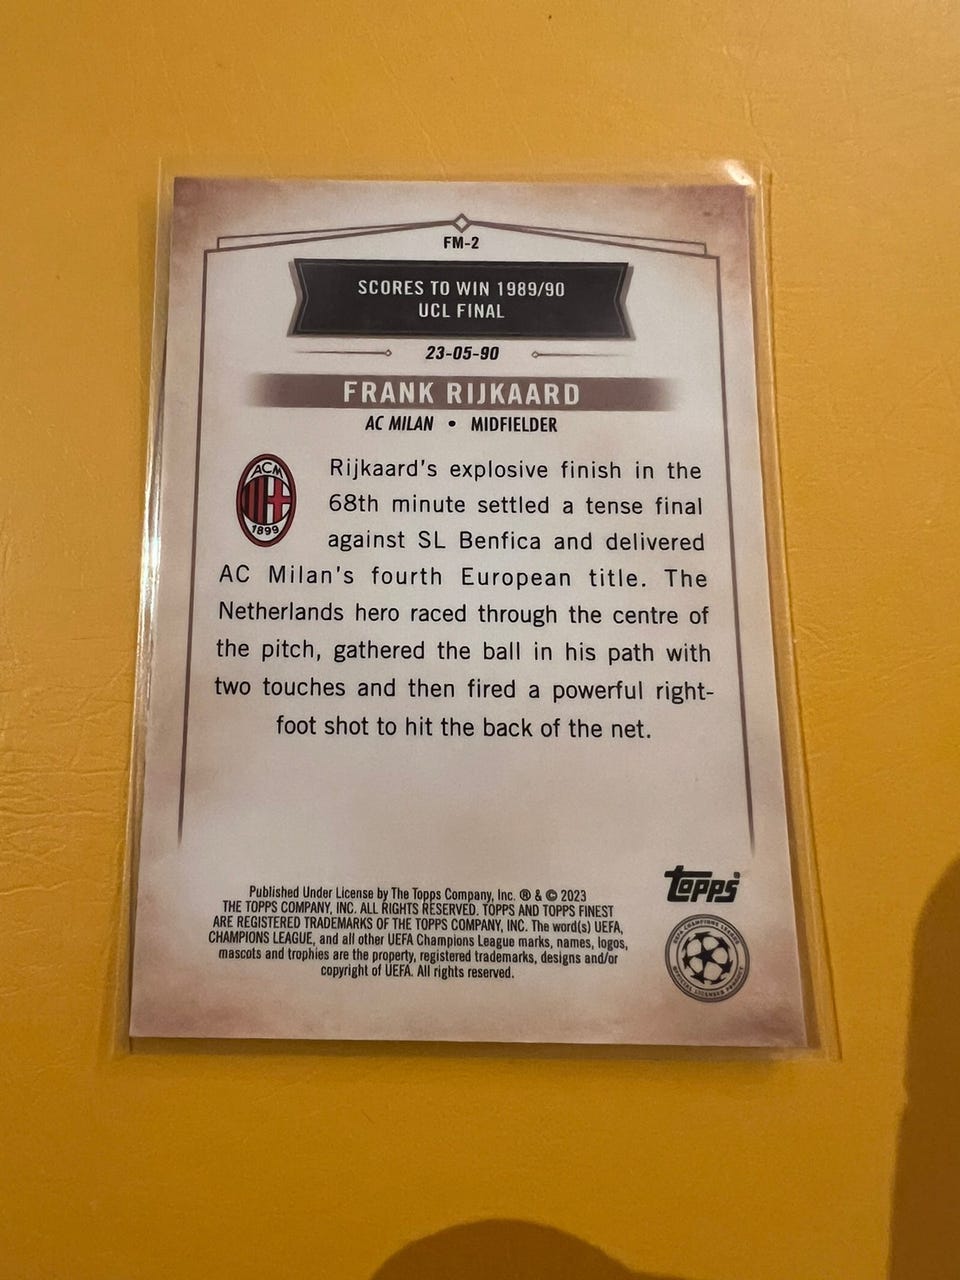 FM-2
SCORES TO WIN 1989/90
UCL FINAL
23-05-90
FRANK RIJKAARD
AC MILAN • MIDFIELDER
ACM
1899
Rijkaard's explosive finish in the
68th minute settled a tense final
against SL Benfica and delivered
AC Milan's fourth European title. The
Netherlands hero raced through the centre of
the pitch, gathered the ball in his path with
two touches and then fired a powerful right-
foot shot to hit the back of the net.
Published Under License by The Topps Company, Inc. ® & © 2023
THE TOPPS COMPANY, INC. ALL RIGHTS RESERVED. TOPPS AND TOPPS FINEST
ARE REGISTERED TRADEMARKS OF THE TOPPS COMPANY, INC. The word(s) UEFA,
CHAMPIONS LEAGUE, and all other UEFA Champions League marks, names, logos,
mascots and trophies are the property, registered trademarks, designs and/or
copyright of UEFA. All rights reserved.
Topps
UEFA CHAMPIONS LEAGUE
OFFICIAL LICENSED PRODUCT